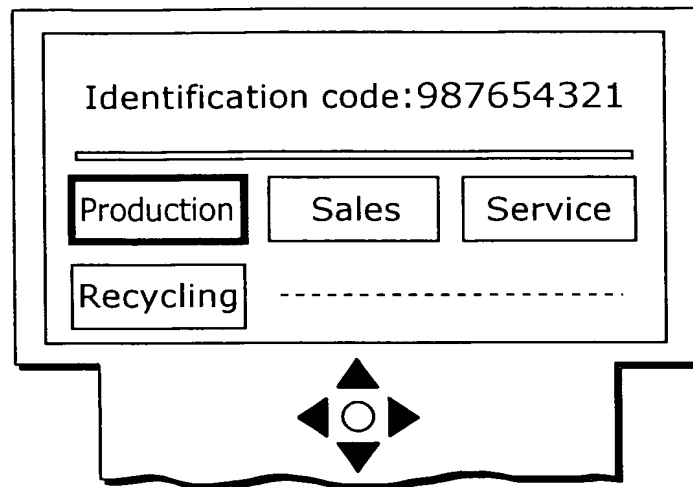 Identification code:987654321
Production Sales Service
Recycling